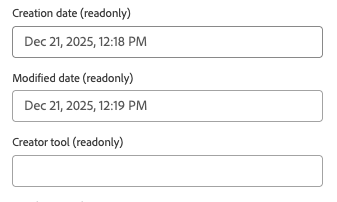 Creation date (readonly)
Dec 21, 2025, 12:18 PM
Modified date (readonly)
Dec 21, 2025, 12:19 PM
Creator tool (readonly)